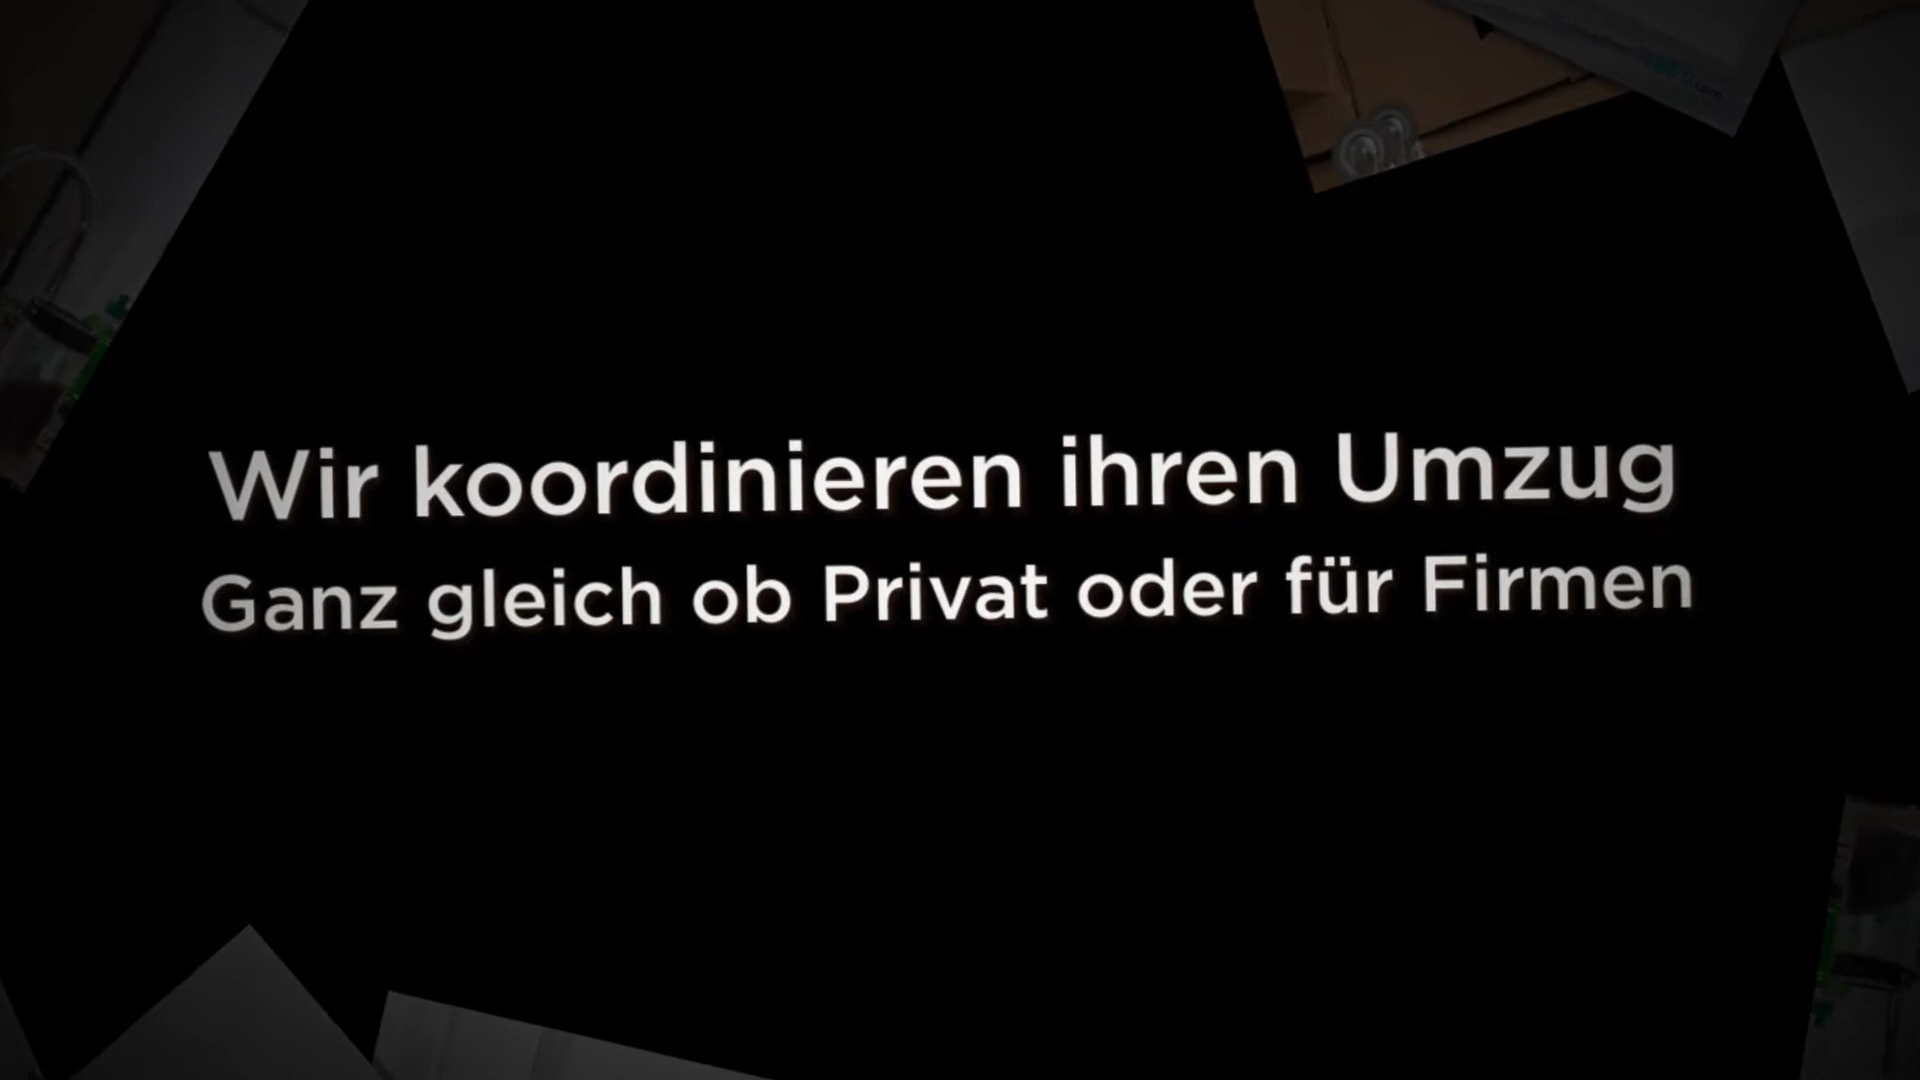 Wir koordinieren ihren Umzug
Ganz gleich ob Privat oder für Firmen